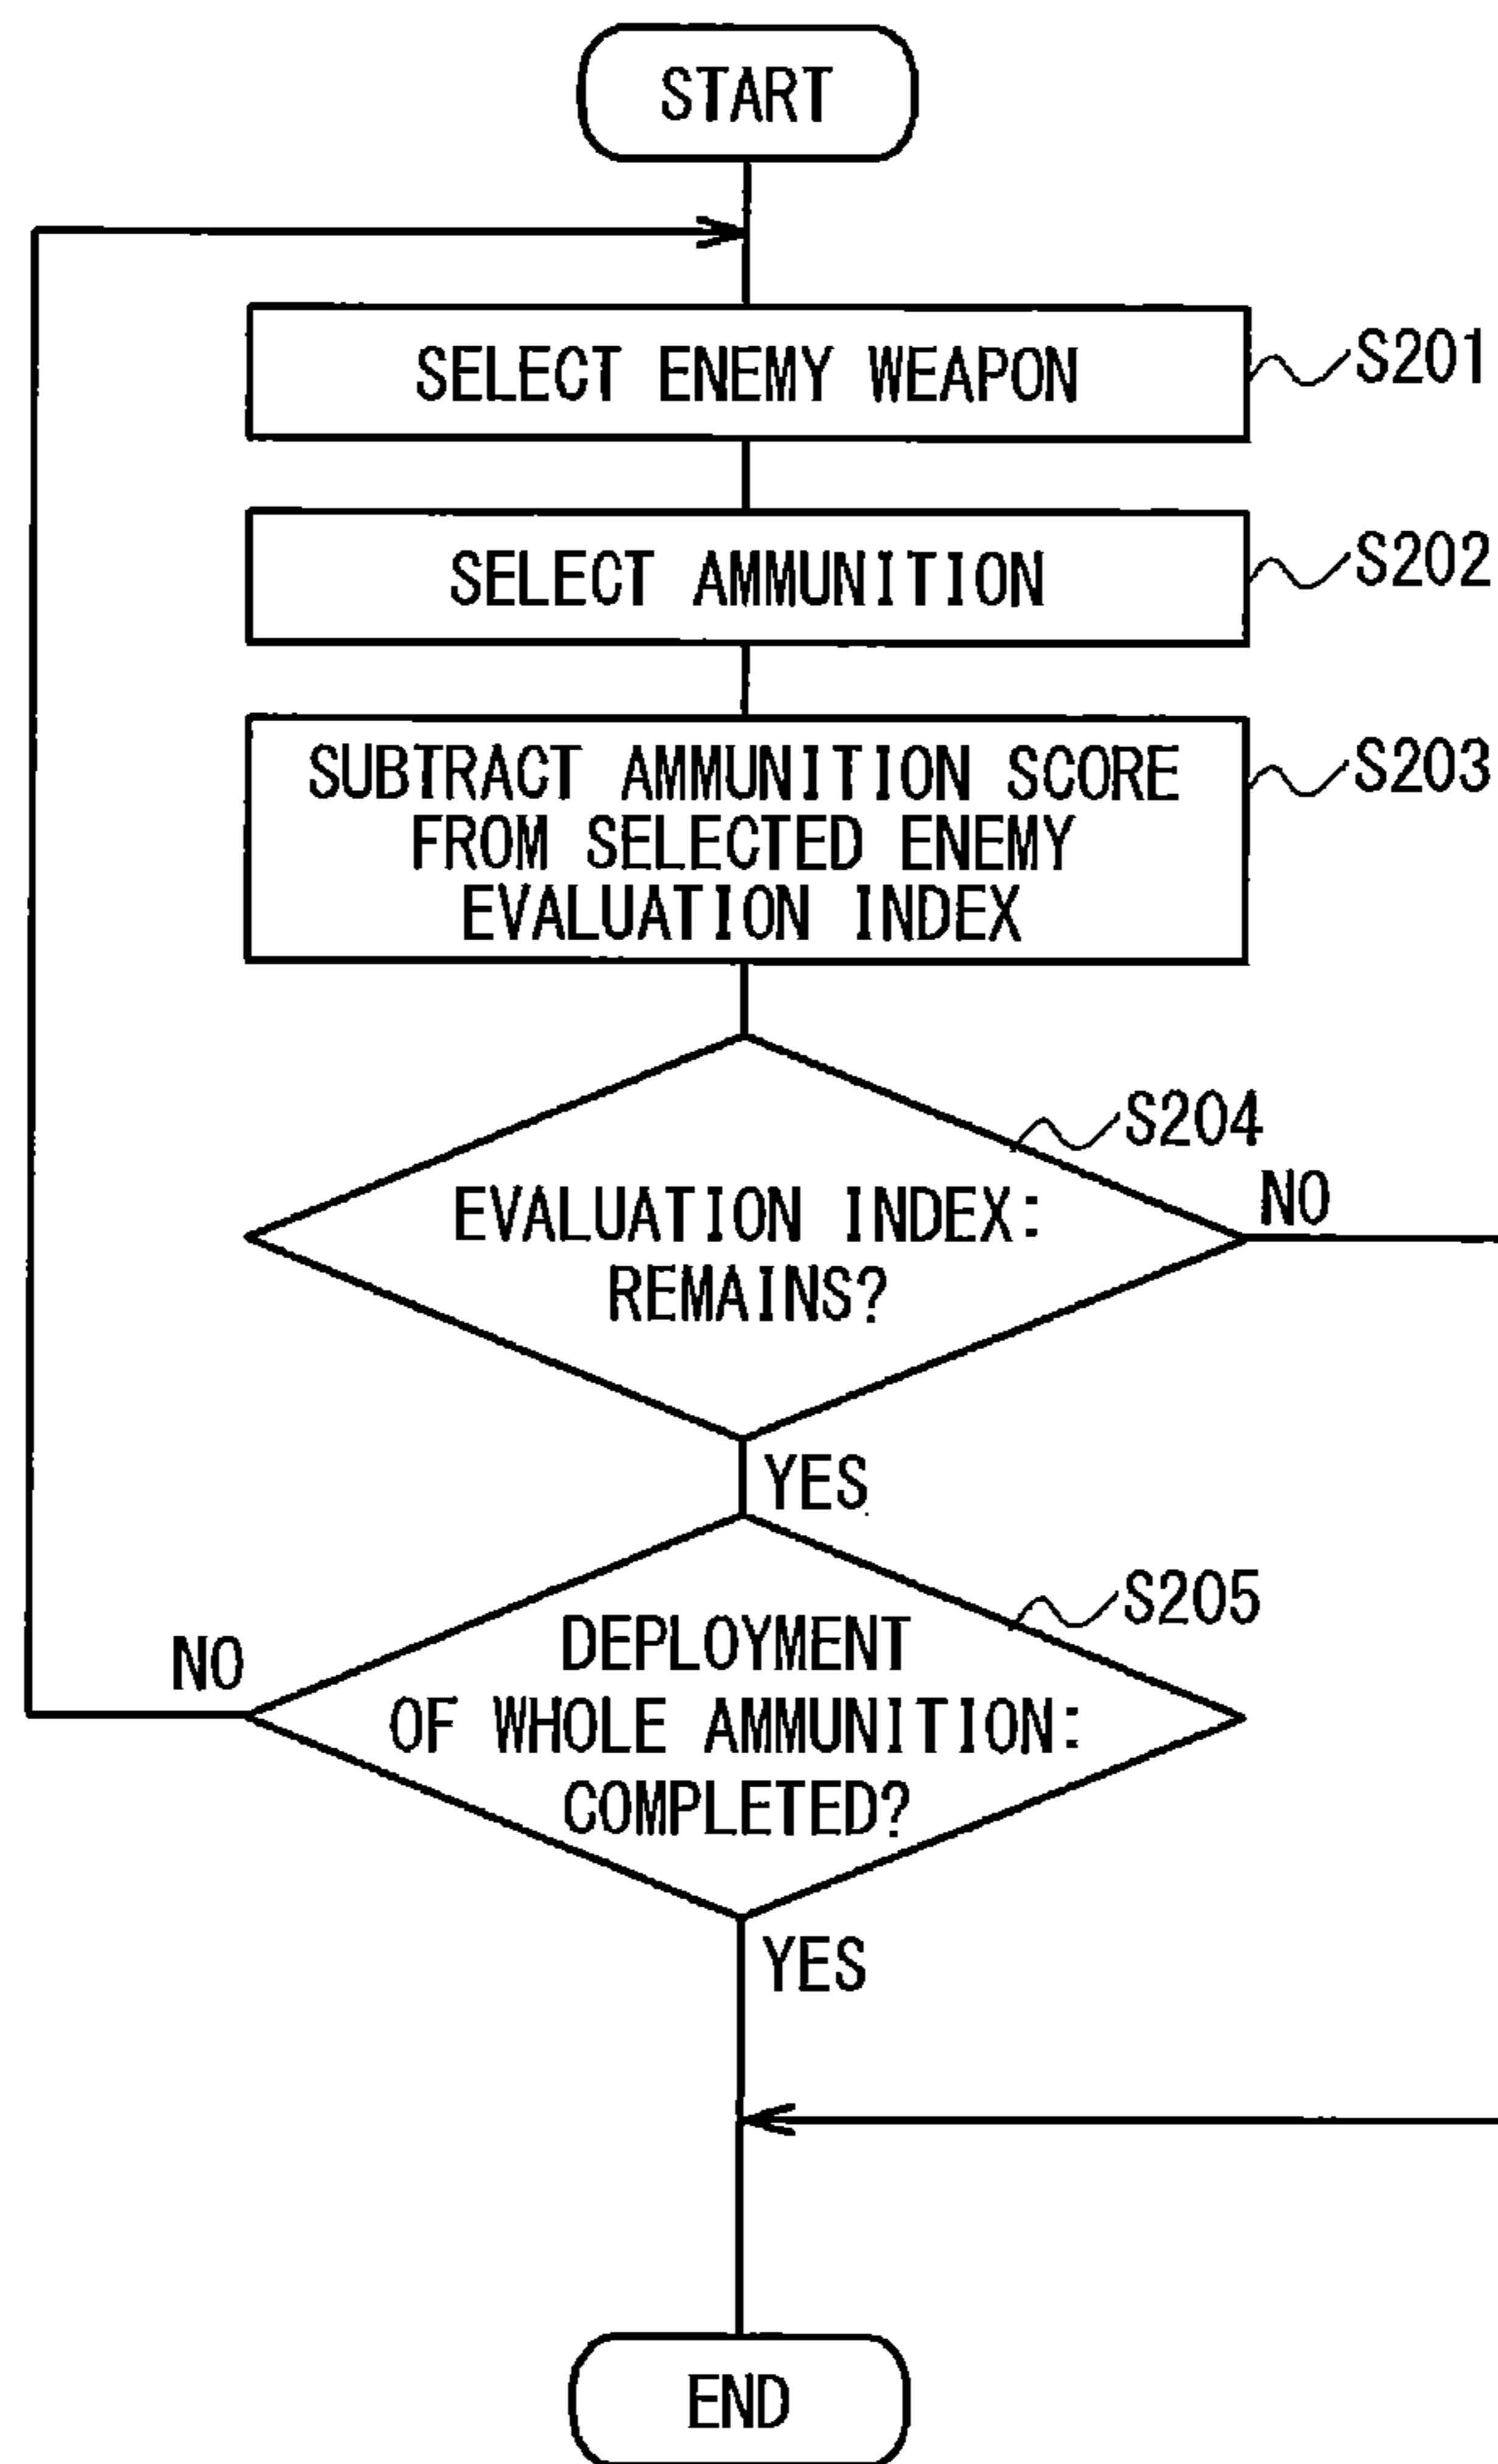 START
SELECT ENEMY WEAPON
S201
SELECT AMMUNITION
S202
SUBTRACT AMMUNITION SCORE
FROM SELECTED ENEMY
EVALUATION INDEX
S203
S204
EVALUATION INDEX:
REMAINS?
NO
YES
S205
DEPLOYMENT
OF WHOLE AMMUNITION:
COMPLETED?
NO
YES
END